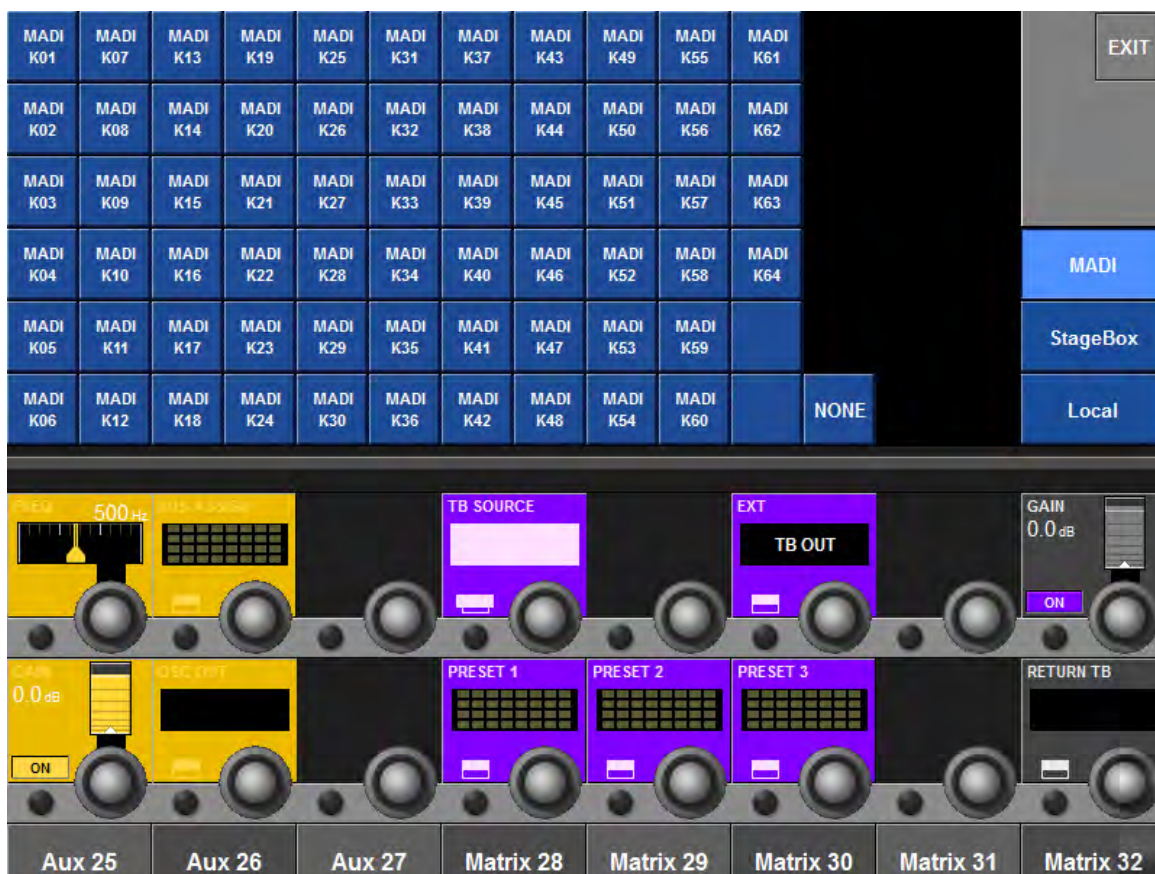 MADI MADI MADI MADI MADI MADI MADI MADI MADI MADI MADI EXIT
K01 K07 K13 K19 K25 K31 K37 K43 K49 K55 K61
MADI MADI MADI MADI MADI MADI MADI MADI MADI MADI MADI
K02 K08 K14 K20 K26 K32 K38 K44 K50 K56 K62
MADI MADI MADI MADI MADI MADI MADI MADI MADI MADI MADI
K03 K09 K15 K21 K27 K33 K39 K45 K51 K57 K63
MADI MADI MADI MADI MADI MADI MADI MADI MADI MADI MADI MADI
K04 K10 K16 K22 K28 K34 K40 K46 K52 K58 K64
MADI MADI MADI MADI MADI MADI MADI MADI MADI MADI StageBox
K05 K11 K17 K23 K29 K35 K41 K47 K53 K59
MADI MADI MADI MADI MADI MADI MADI MADI MADI MADI NONE Local
K06 K12 K18 K24 K30 K36 K42 K48 K54 K60
FREQ BUS ASSIGN TB SOURCE EXT GAIN
500 Hz 0.0 dB
TB OUT
ON
GAIN OSC OUT PRESET 1 PRESET 2 PRESET 3 RETURN TB
0.0 dB
ON
Aux 25 Aux 26 Aux 27 Matrix 28 Matrix 29 Matrix 30 Matrix 31 Matrix 32